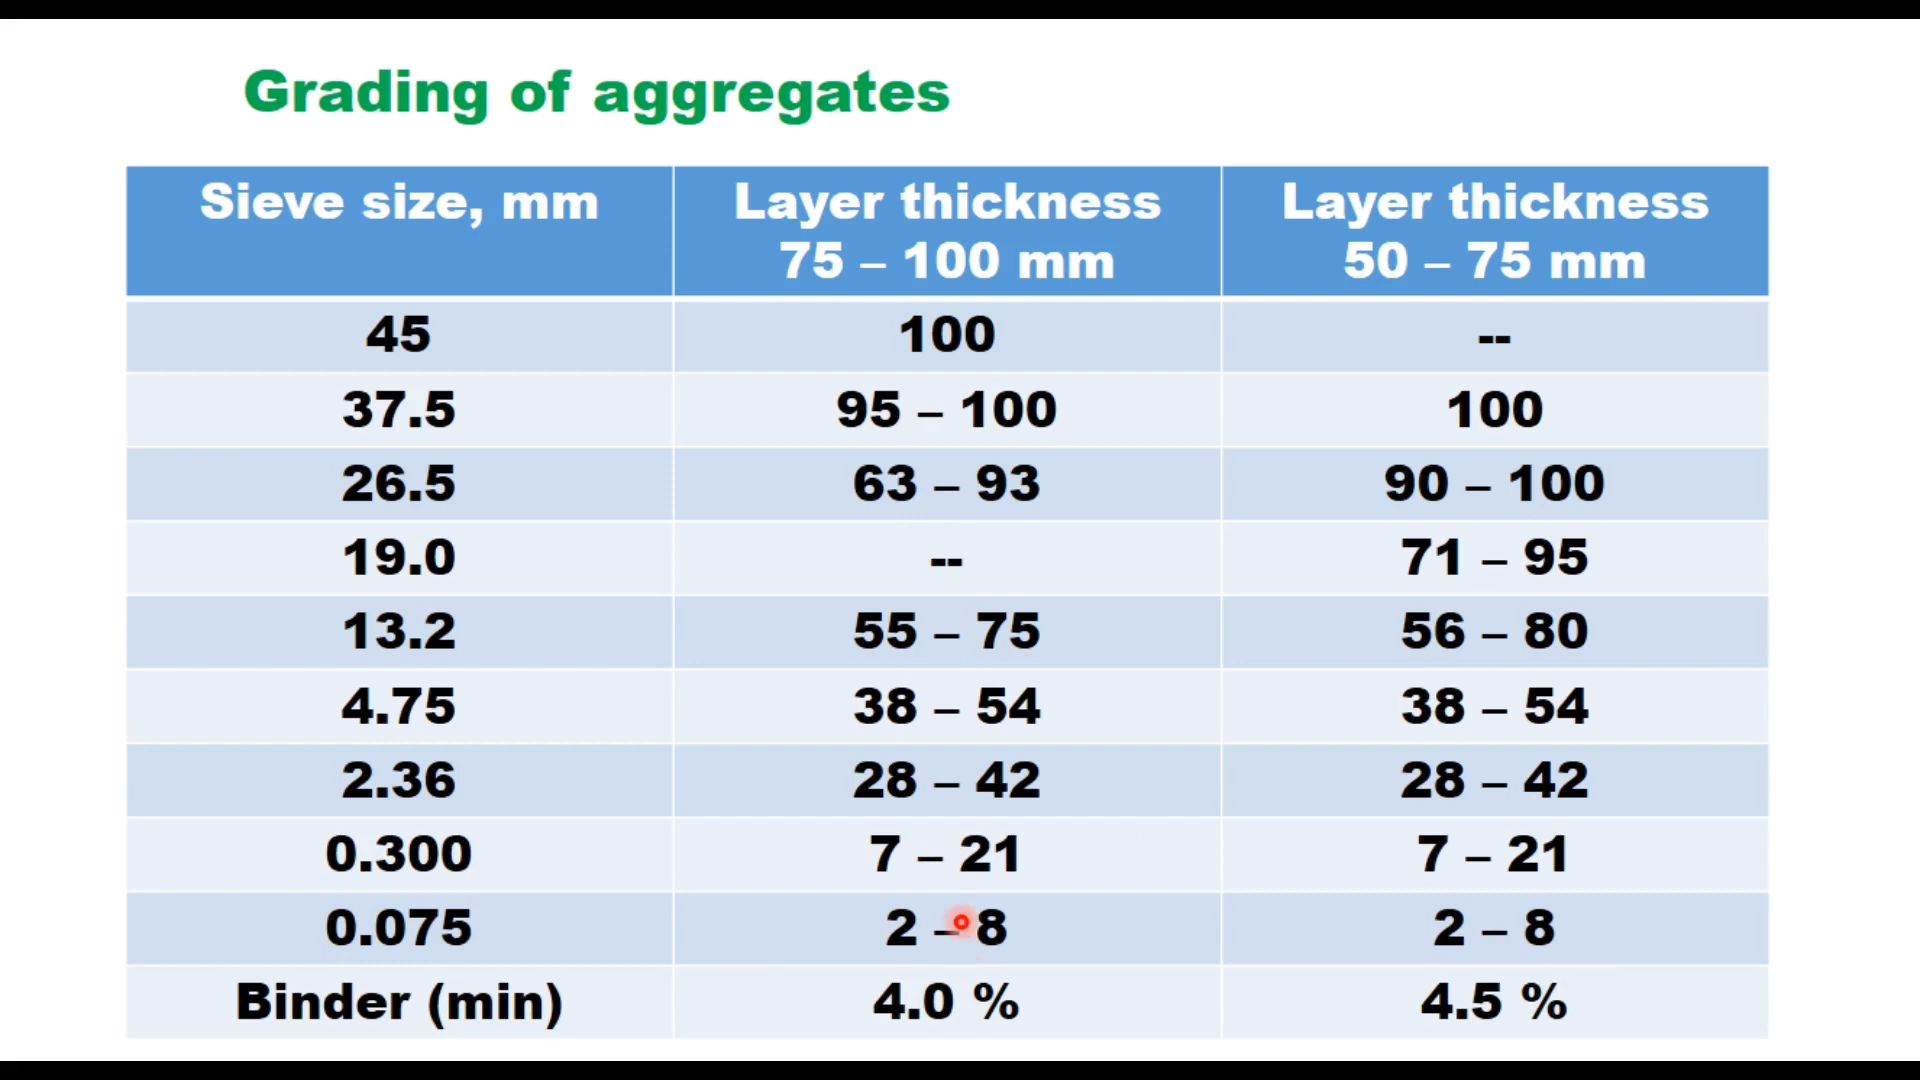 Grading of aggregates
Sieve size, mm
Layer thickness
75 – 100 mm
Layer thickness
50 – 75 mm
45 100 --
37.5 95 – 100 100
26.5 63 – 93 90 – 100
19.0 -- 71 – 95
13.2 55 – 75 56 – 80
4.75 38 – 54 38 – 54
2.36 28 – 42 28 – 42
0.300 7 – 21 7 – 21
0.075 2 – 8 2 – 8
Binder (min) 4.0 % 4.5 %